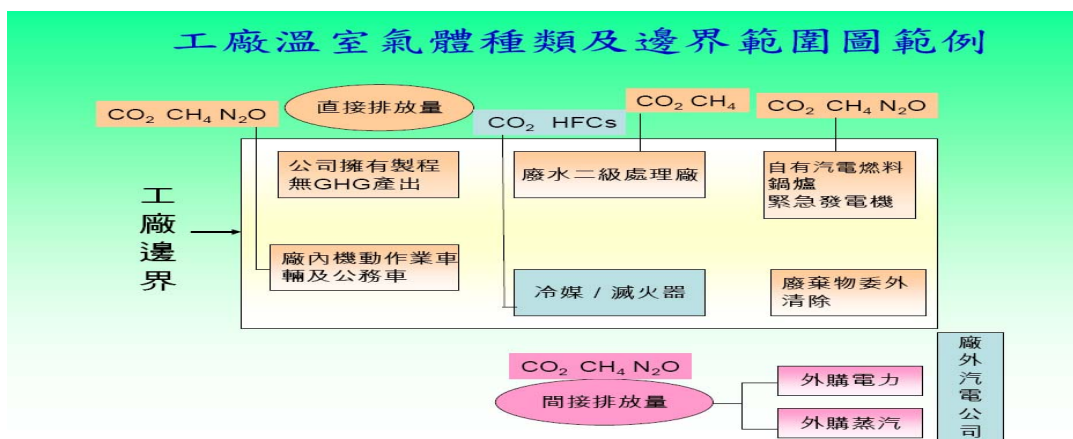 工廠溫室氣體種類及邊界範圍圖範例
CO₂ CH₄ N₂O
直接排放量
CO₂ HFCs
CO₂ CH₄
CO₂ CH₄ N₂O
工廠邊界
公司擁有製程
無GHG產出
廢水二級處理廠
自有汽電燃料
鍋爐
緊急發電機
廠內機動作業車
輛及公務車
冷媒 / 滅火器
廢棄物委外
清除
CO₂ CH₄ N₂O
間接排放量
外購電力
外購蒸汽
廠外汽電公司